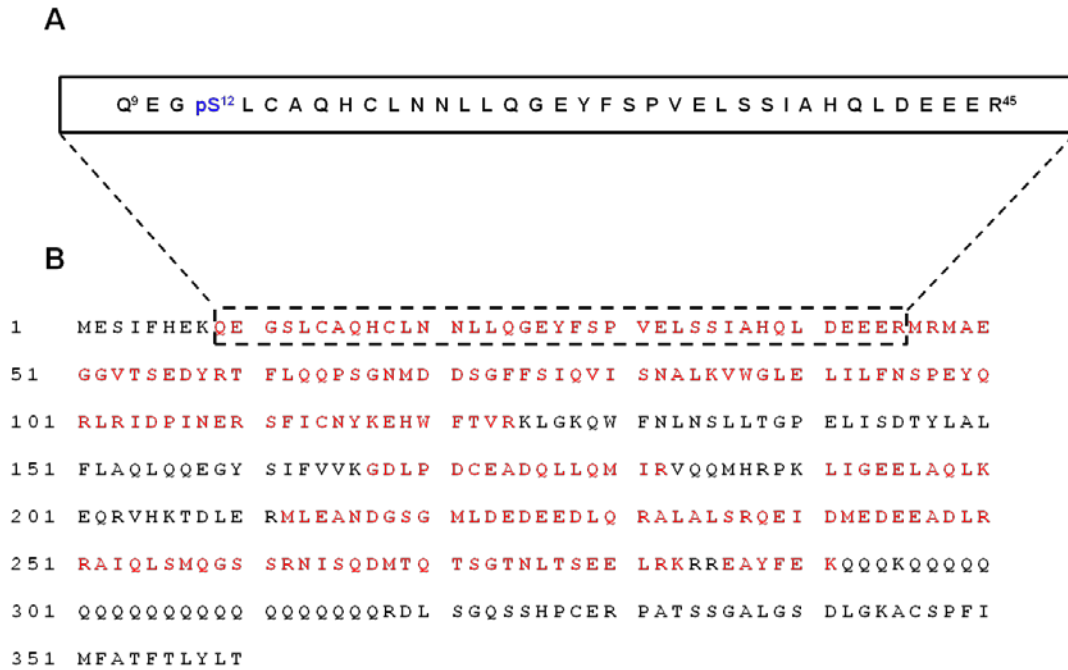 A
Q9 E G pS12 L C A Q H C L N N L L Q G E Y F S P V E L S S I A H Q L D E E E R45
B
1 MESIFHEKQE GSLCAQHCLN NLLQGEYFSP VELSSIAHQL DEEERMRMAE
51 GGVTSEDYRT FLQQPSGNMD DSGFFSIQVI SNALKVWGLE LILFNSPEYQ
101 RLRIDPINER SFICNYKEHW FTVRKLGKQW FNLNSLLTGP ELISDTYLAL
151 FLAQLQQEGY SIFVVKGDLP DCEADQLLQM IRVQQMHRPK LIGEELAQLK
201 EQRVHKTDLE RMLEANDGSG MLDEDEEDLQ RALALSRQEI DMEDEEADLR
251 RAIQLSMQGS SRNISQDMTQ TSGTNLTSEE LRKRREAYFE KQQQKQQQQQ
301 QQQQQQQQQQ QQQQQQQRDL SGQSSHPCER PATSSGALGS DLGKACSPFI
351 MFATFTLYLT